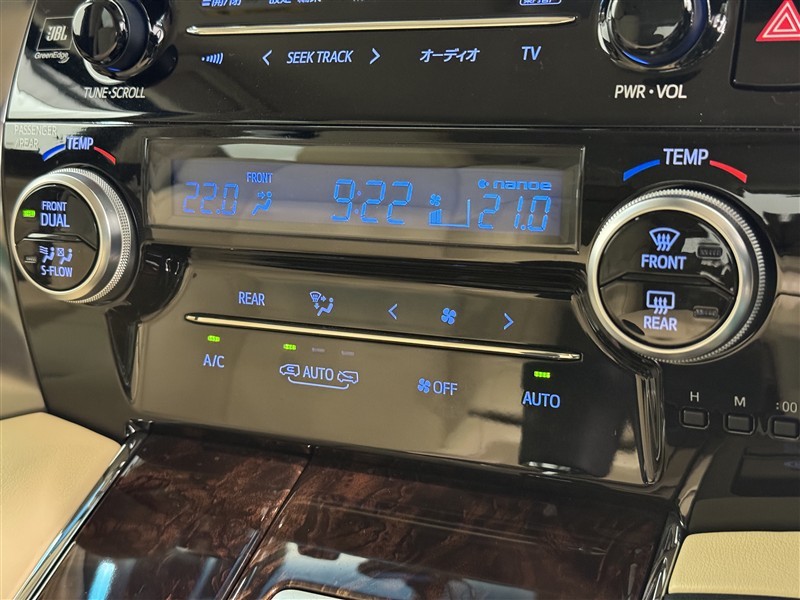 JBL
GreenEdge
TUNE・SCROLL
SEEK TRACK
オーディオ
TV
PWR・VOL
PASSENGER
/REAR
TEMP
FRONT
DUAL
S-FLOW
22.0
FRONT
9:22
nanoe
21.0
TEMP
FRONT
REAR
REAR
A/C
AUTO
OFF
AUTO
H
M
:00